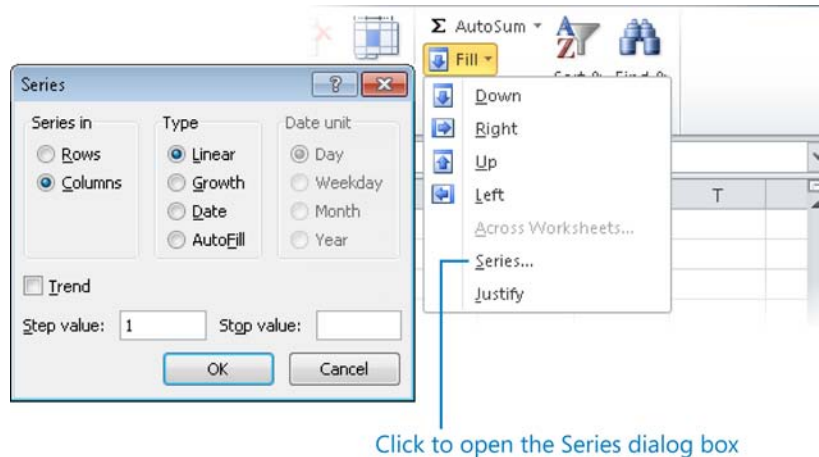 Σ AutoSum
A
Z
Fill
Series
?
Series in
Type
Date unit
Rows
Linear
Day
Columns
Growth
Weekday
Date
Month
AutoFill
Year
Trend
Step value: 1
Stop value:
OK
Cancel
Down
Right
Up
Left
Across Worksheets...
Series...
Justify
T
Click to open the Series dialog box